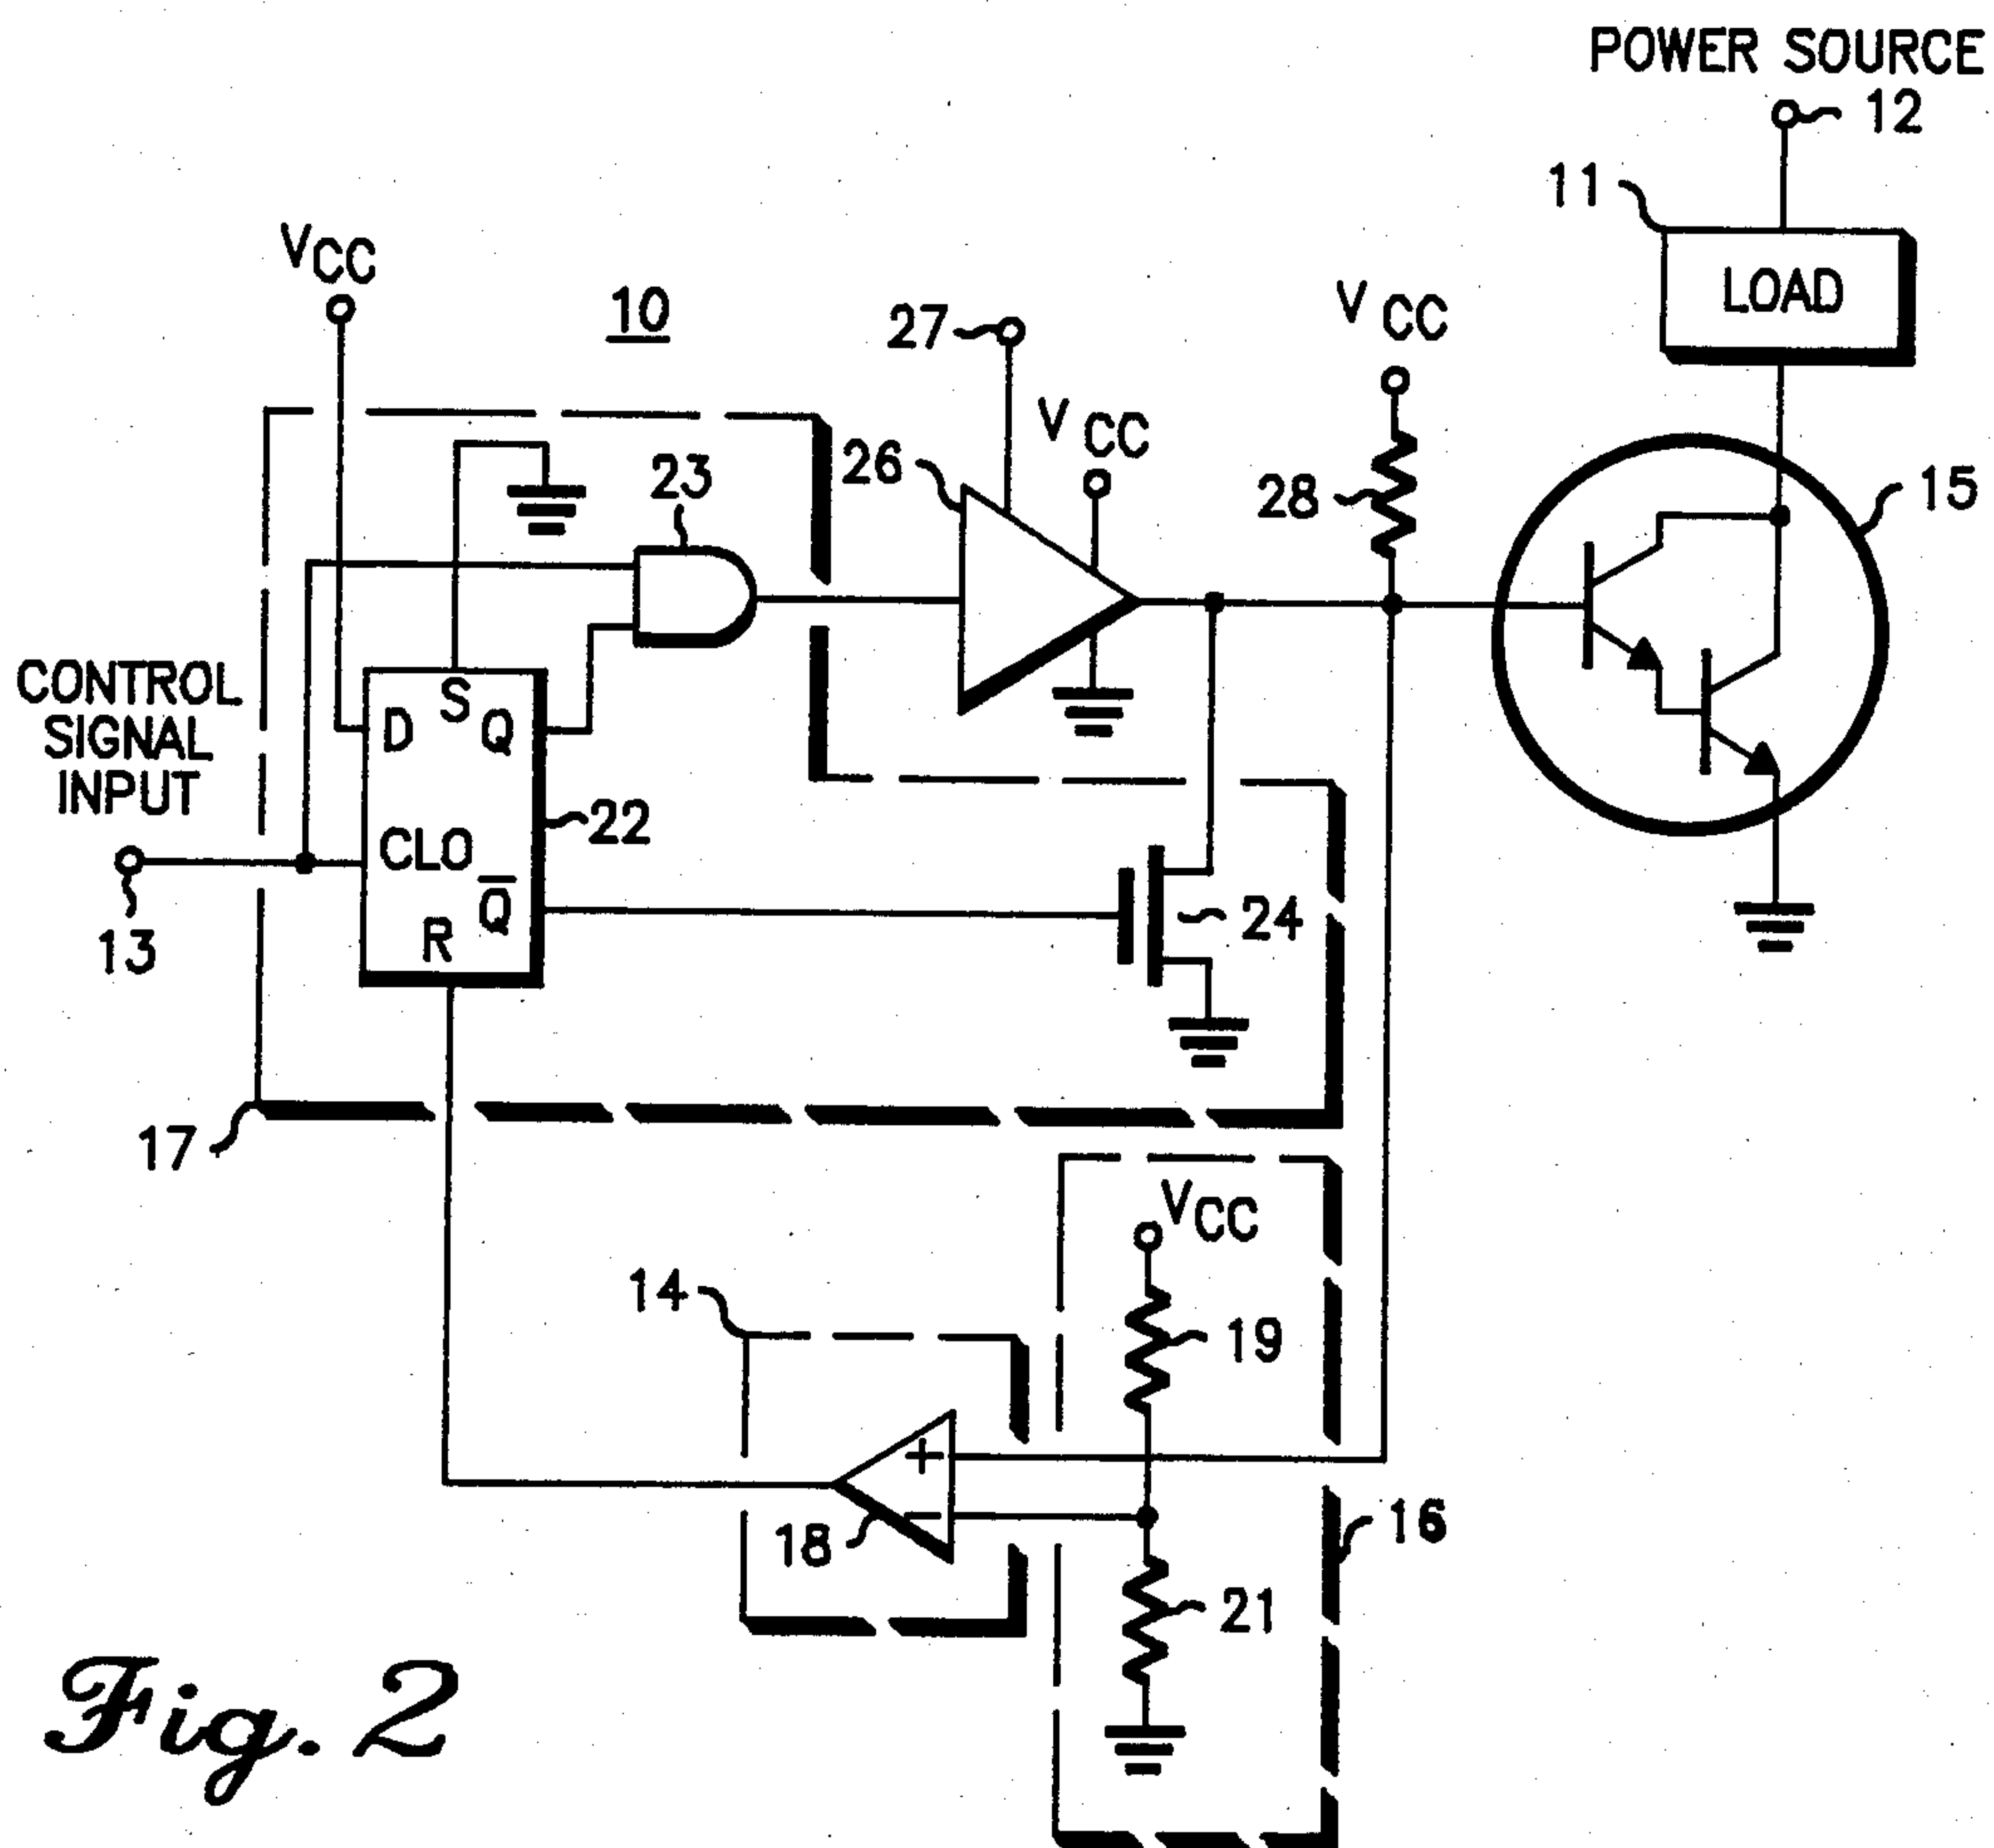 POWER SOURCE
12
11
LOAD
VCC
10
27
VCC
VCC
26
23
28
15
CONTROL
SIGNAL
INPUT
S
D
Q
22
CLO
Q̅
R
13
24
17
VCC
14
19
+
−
18
16
21
Fig. 2